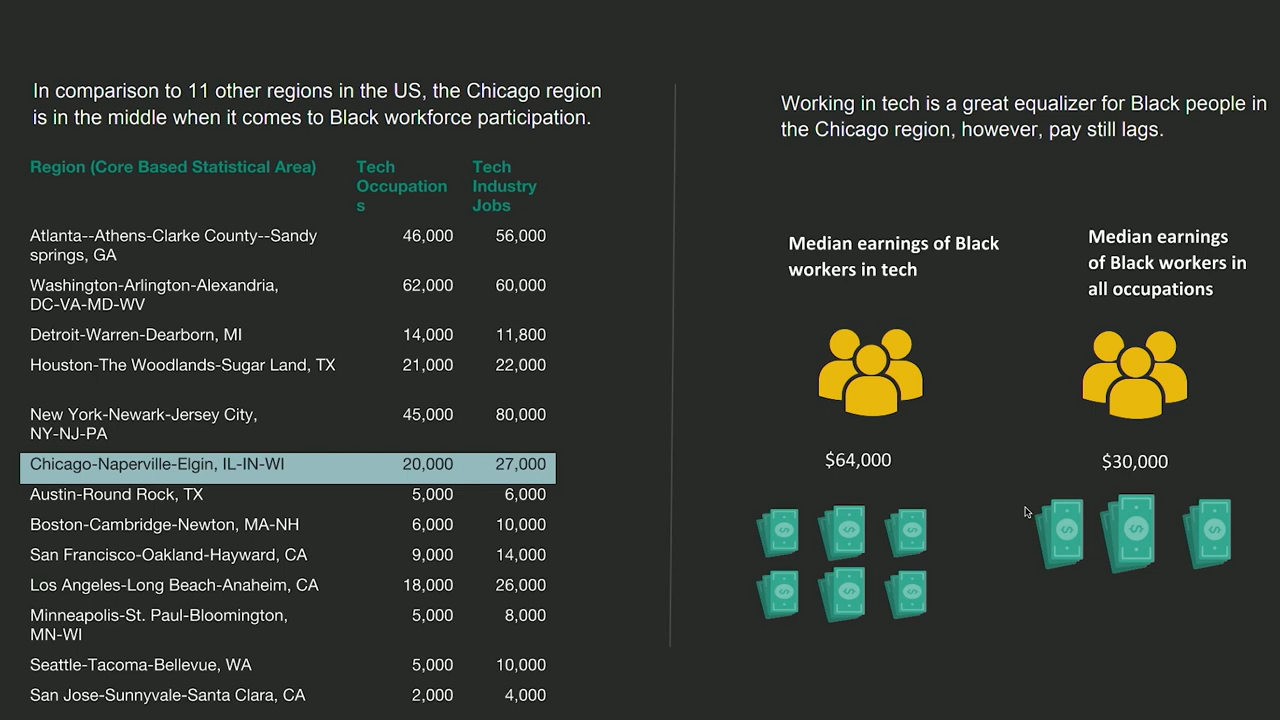 In comparison to 11 other regions in the US, the Chicago region
is in the middle when it comes to Black workforce participation.
Region (Core Based Statistical Area) Tech Occupation s Tech Industry Jobs
Atlanta--Athens-Clarke County--Sandy springs, GA 46,000 56,000
Washington-Arlington-Alexandria, DC-VA-MD-WV 62,000 60,000
Detroit-Warren-Dearborn, MI 14,000 11,800
Houston-The Woodlands-Sugar Land, TX 21,000 22,000
New York-Newark-Jersey City, NY-NJ-PA 45,000 80,000
Chicago-Naperville-Elgin, IL-IN-WI 20,000 27,000
Austin-Round Rock, TX 5,000 6,000
Boston-Cambridge-Newton, MA-NH 6,000 10,000
San Francisco-Oakland-Hayward, CA 9,000 14,000
Los Angeles-Long Beach-Anaheim, CA 18,000 26,000
Minneapolis-St. Paul-Bloomington, MN-WI 5,000 8,000
Seattle-Tacoma-Bellevue, WA 5,000 10,000
San Jose-Sunnyvale-Santa Clara, CA 2,000 4,000
Working in tech is a great equalizer for Black people in
the Chicago region, however, pay still lags.
Median earnings of Black
workers in tech
$64,000
Median earnings
of Black workers in
all occupations
$30,000